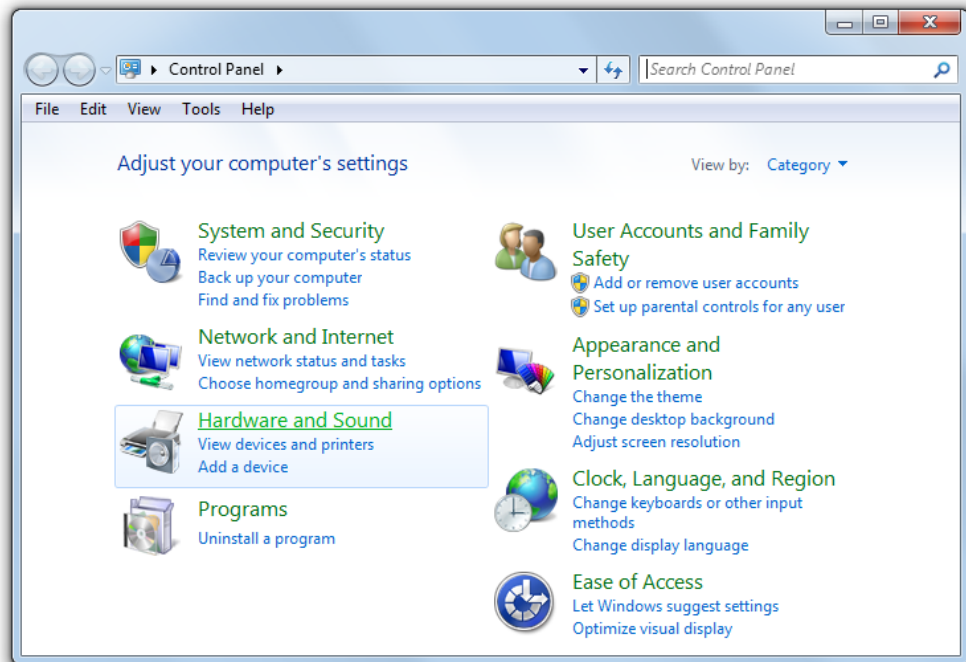 Control Panel
Search Control Panel
File Edit View Tools Help
Adjust your computer's settings
View by: Category
System and Security
Review your computer's status
Back up your computer
Find and fix problems
Network and Internet
View network status and tasks
Choose homegroup and sharing options
Hardware and Sound
View devices and printers
Add a device
Programs
Uninstall a program
User Accounts and Family
Safety
Add or remove user accounts
Set up parental controls for any user
Appearance and
Personalization
Change the theme
Change desktop background
Adjust screen resolution
Clock, Language, and Region
Change keyboards or other input
methods
Change display language
Ease of Access
Let Windows suggest settings
Optimize visual display